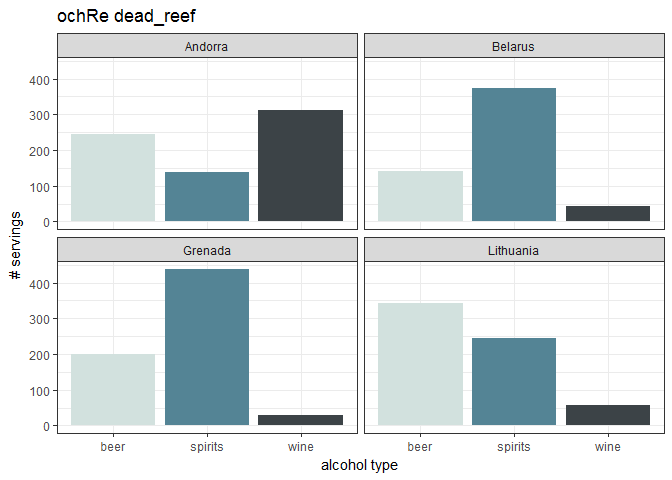 ochRe dead_reef
Andorra
Belarus
400
300
200
100
0
Grenada
Lithuania
400
300
200
100
0
# servings
beer spirits wine beer spirits wine
alcohol type